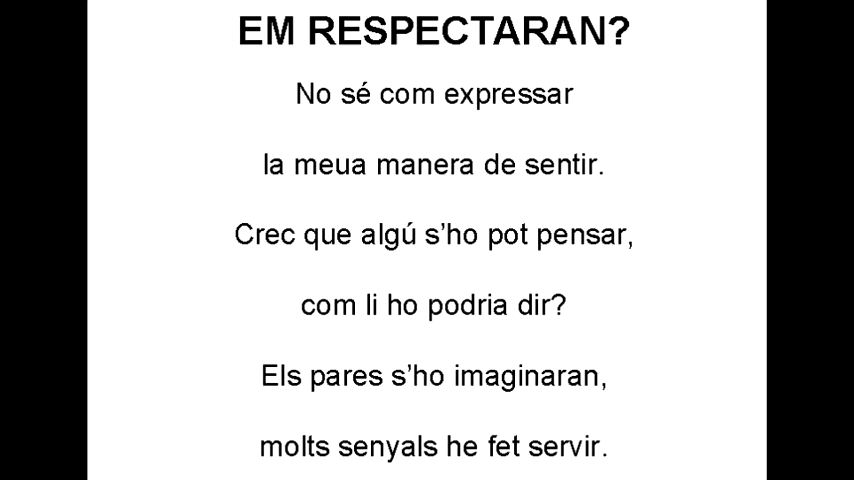 EM RESPECTARAN?
No sé com expressar
la meua manera de sentir.
Crec que algú s’ho pot pensar,
com li ho podria dir?
Els pares s’ho imaginaran,
molts senyals he fet servir.